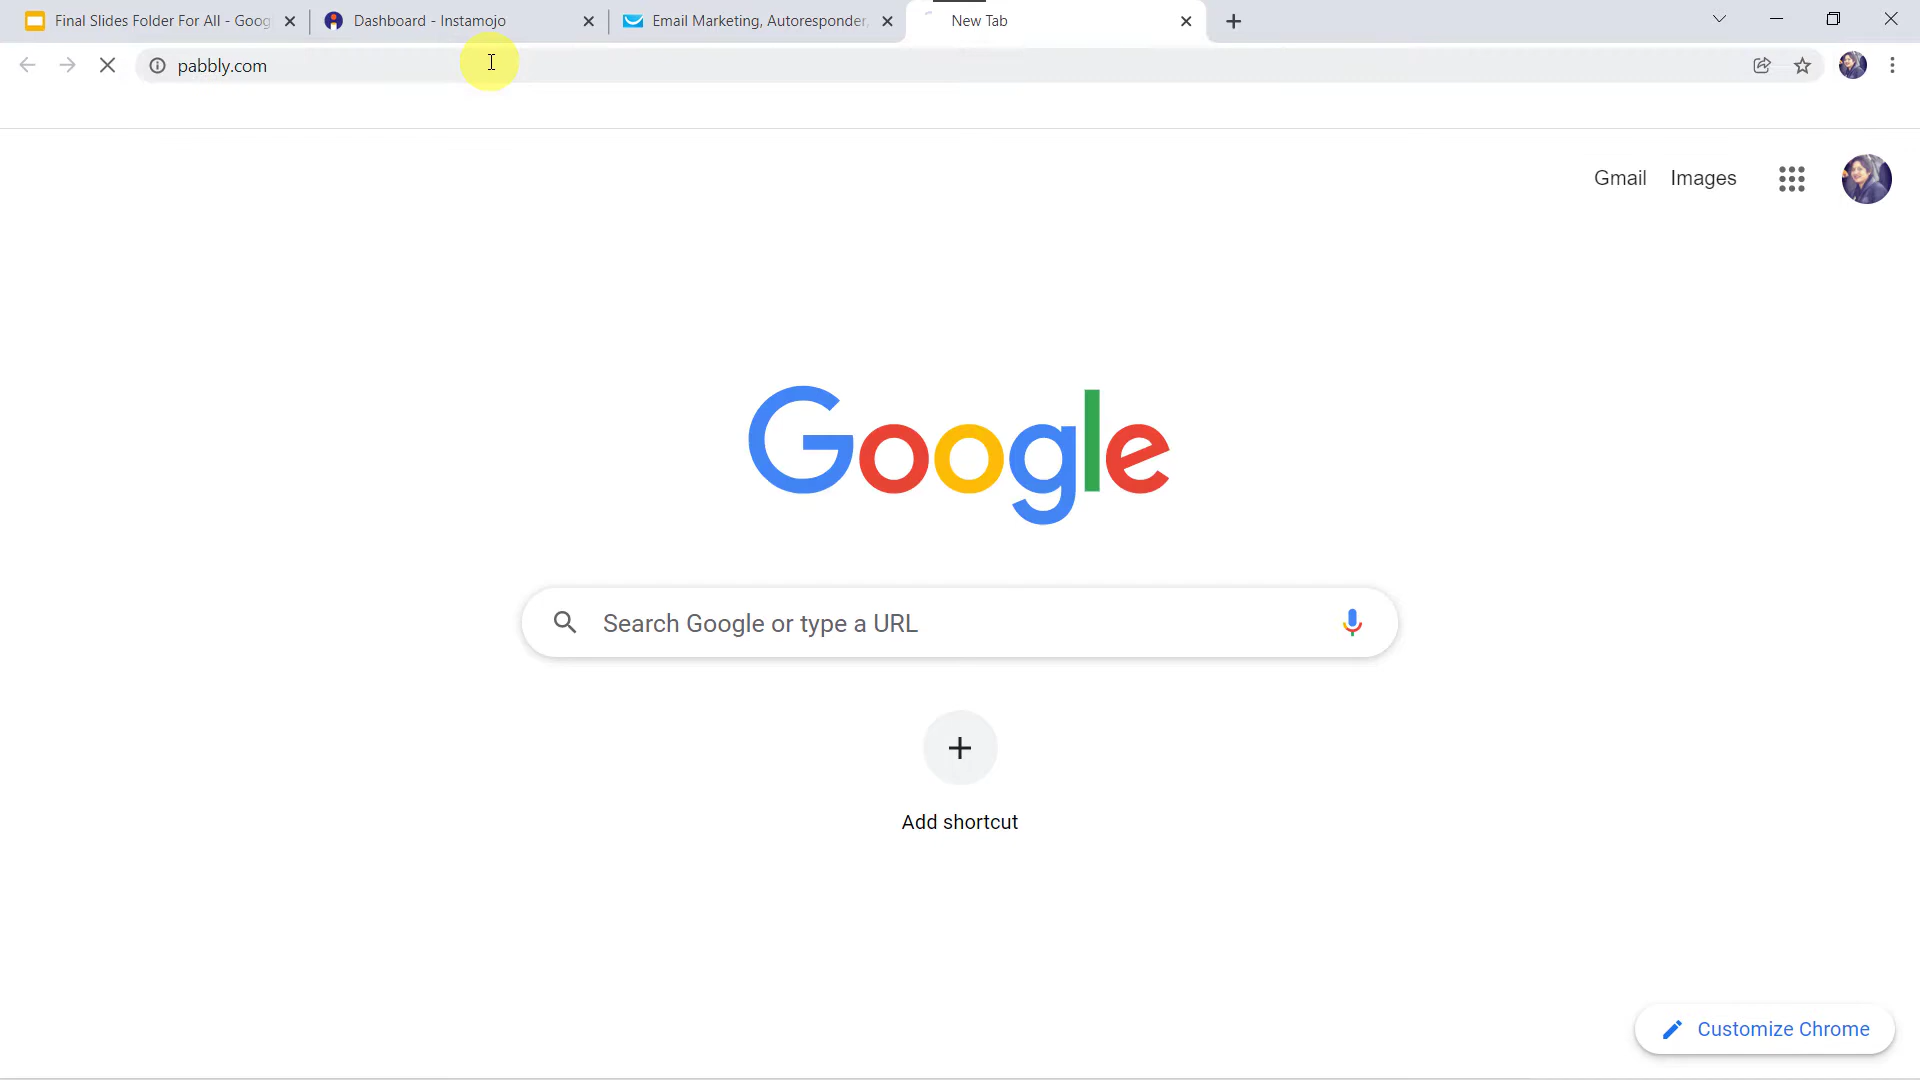 Final Slides Folder For All - Goog
Dashboard - Instamojo
Email Marketing, Autoresponder,
New Tab
pabbly.com
Gmail
Images
Google
Search Google or type a URL
Add shortcut
Customize Chrome